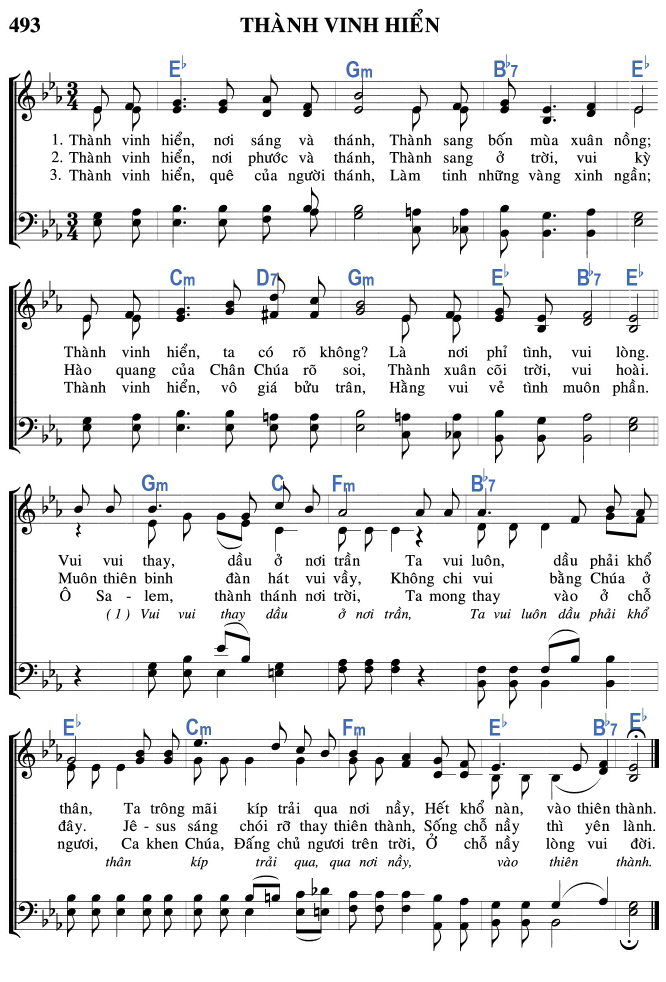 493 THÀNH VINH HIỂN
E♭ Gm B♭7 E♭
3/4
1. Thành vinh hiển, nơi sáng và thánh, Thành sang bốn mùa xuân nồng;
2. Thành vinh hiển, nơi phước và thánh, Thành sang ở trời, vui kỳ
3. Thành vinh hiển, quê của người thánh, Làm tinh những vàng xinh ngần;
3/4
Cm D7 Gm E♭ B♭7 E♭
Thành vinh hiển, ta có rõ không? Là nơi phỉ tình, vui lòng.
Hào quang của Chân Chúa rõ soi, Thành xuân cõi trời, vui hoài.
Thành vinh hiển, vô giá bửu trân, Hằng vui vẻ tình muôn phần.
Gm C Fm B♭7
Vui vui thay, dầu ở nơi trần Ta vui luôn, dầu phải khổ
Muôn thiên binh đàn hát vui vầy, Không chi vui bằng Chúa ở
Ô Sa - lem, thành thánh nơi trời, Ta mong thay vào ở chỗ
( 1 ) Vui vui thay dầu ở nơi trần, Ta vui luôn dầu phải khổ
E♭ Cm Fm E♭ B♭7 E♭
thân, Ta trông mãi kíp trải qua nơi nầy, Hết khổ nàn, vào thiên thành.
đây. Jê - sus sáng chói rỡ thay thiên thành, Sống chỗ nầy thì yên lành.
ngươi, Ca khen Chúa, Đấng chủ ngươi trên trời, Ở chỗ nầy lòng vui đời.
thân kíp trải qua, qua nơi nầy, vào thiên thành.